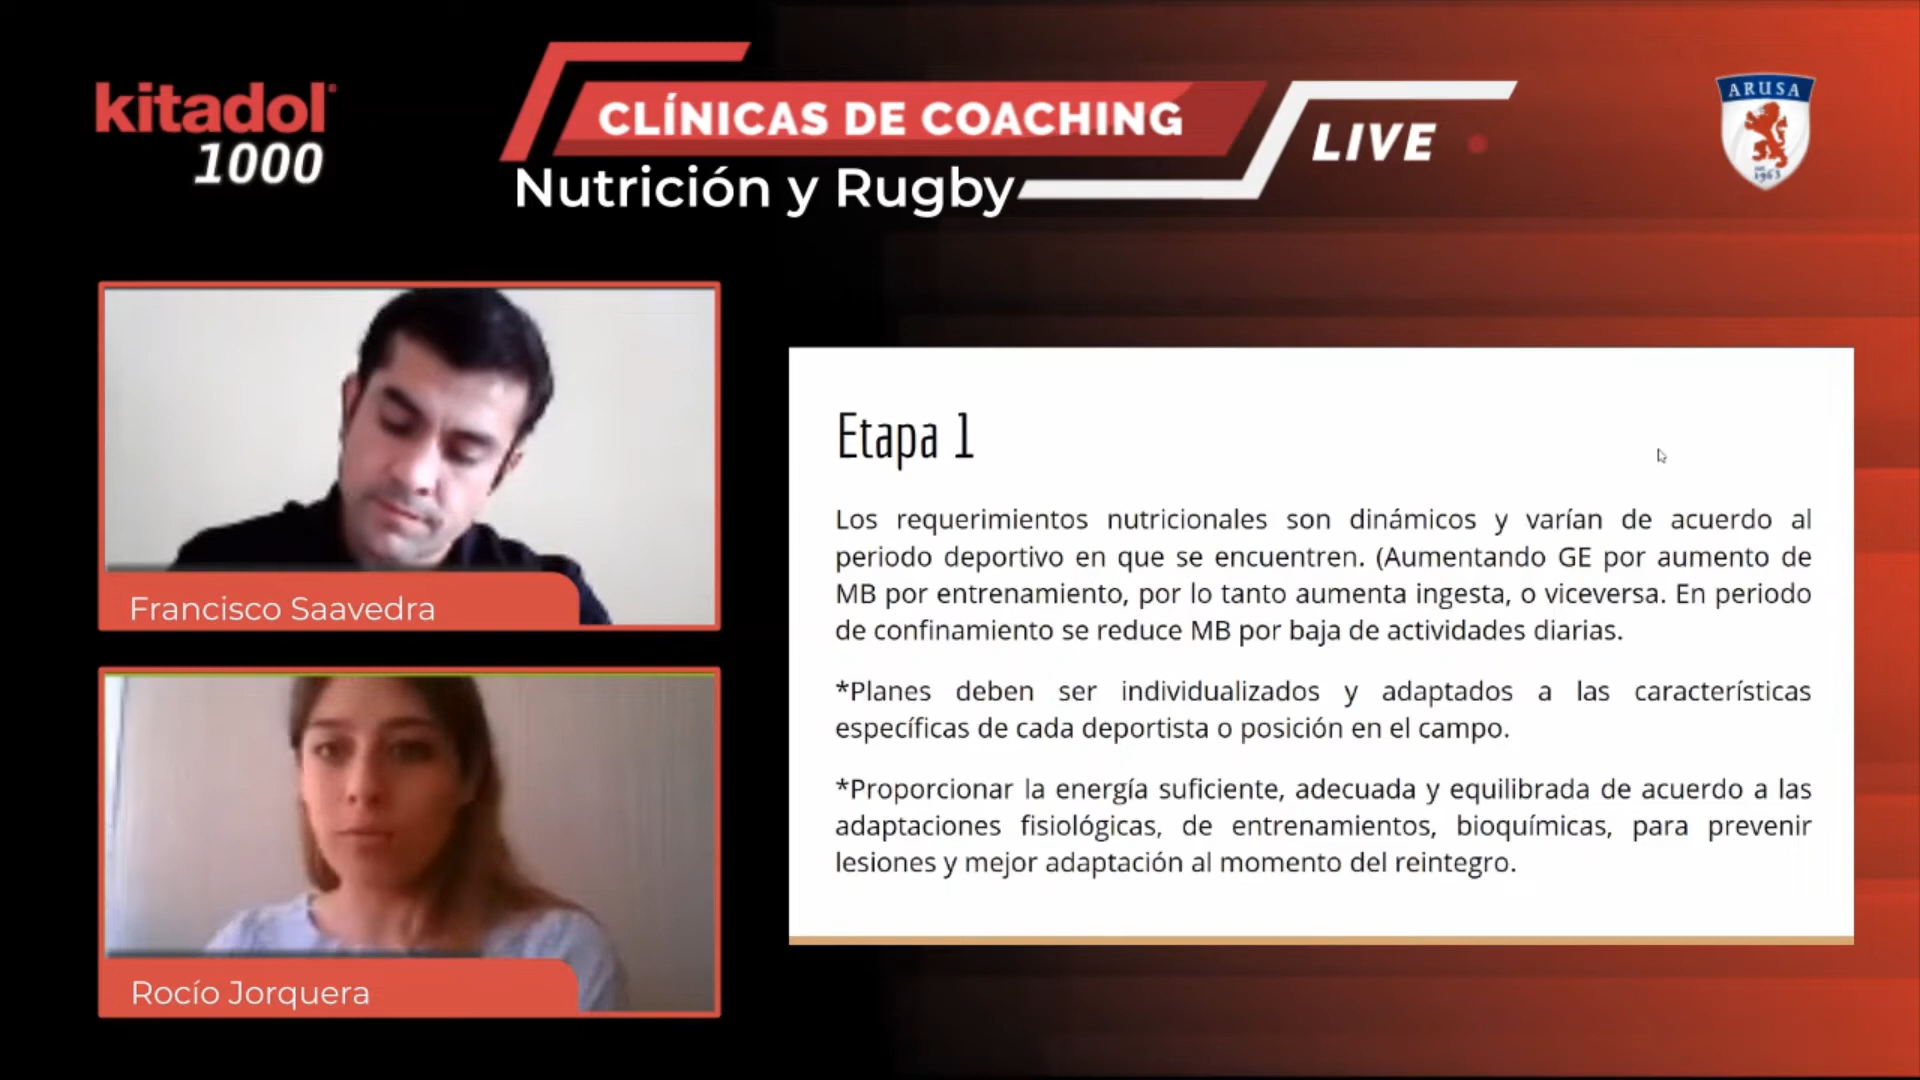 kitadol
1000
CLÍNICAS DE COACHING
LIVE
Nutrición y Rugby
ARUSA
1963
Francisco Saavedra
Rocío Jorquera
Etapa 1
Los requerimientos nutricionales son dinámicos y varían de acuerdo al
periodo deportivo en que se encuentren. (Aumentando GE por aumento de
MB por entrenamiento, por lo tanto aumenta ingesta, o viceversa. En periodo
de confinamiento se reduce MB por baja de actividades diarias.
*Planes deben ser individualizados y adaptados a las características
específicas de cada deportista o posición en el campo.
*Proporcionar la energía suficiente, adecuada y equilibrada de acuerdo a las
adaptaciones fisiológicas, de entrenamientos, bioquímicas, para prevenir
lesiones y mejor adaptación al momento del reintegro.